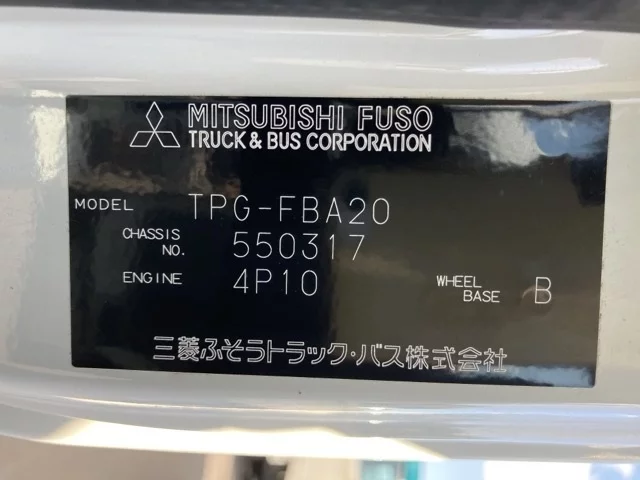 MITSUBISHI FUSO
TRUCK & BUS CORPORATION
MODEL TPG-FBA20
CHASSIS NO. 550317
ENGINE 4P10 WHEEL BASE B
三菱ふそうトラック・バス株式会社